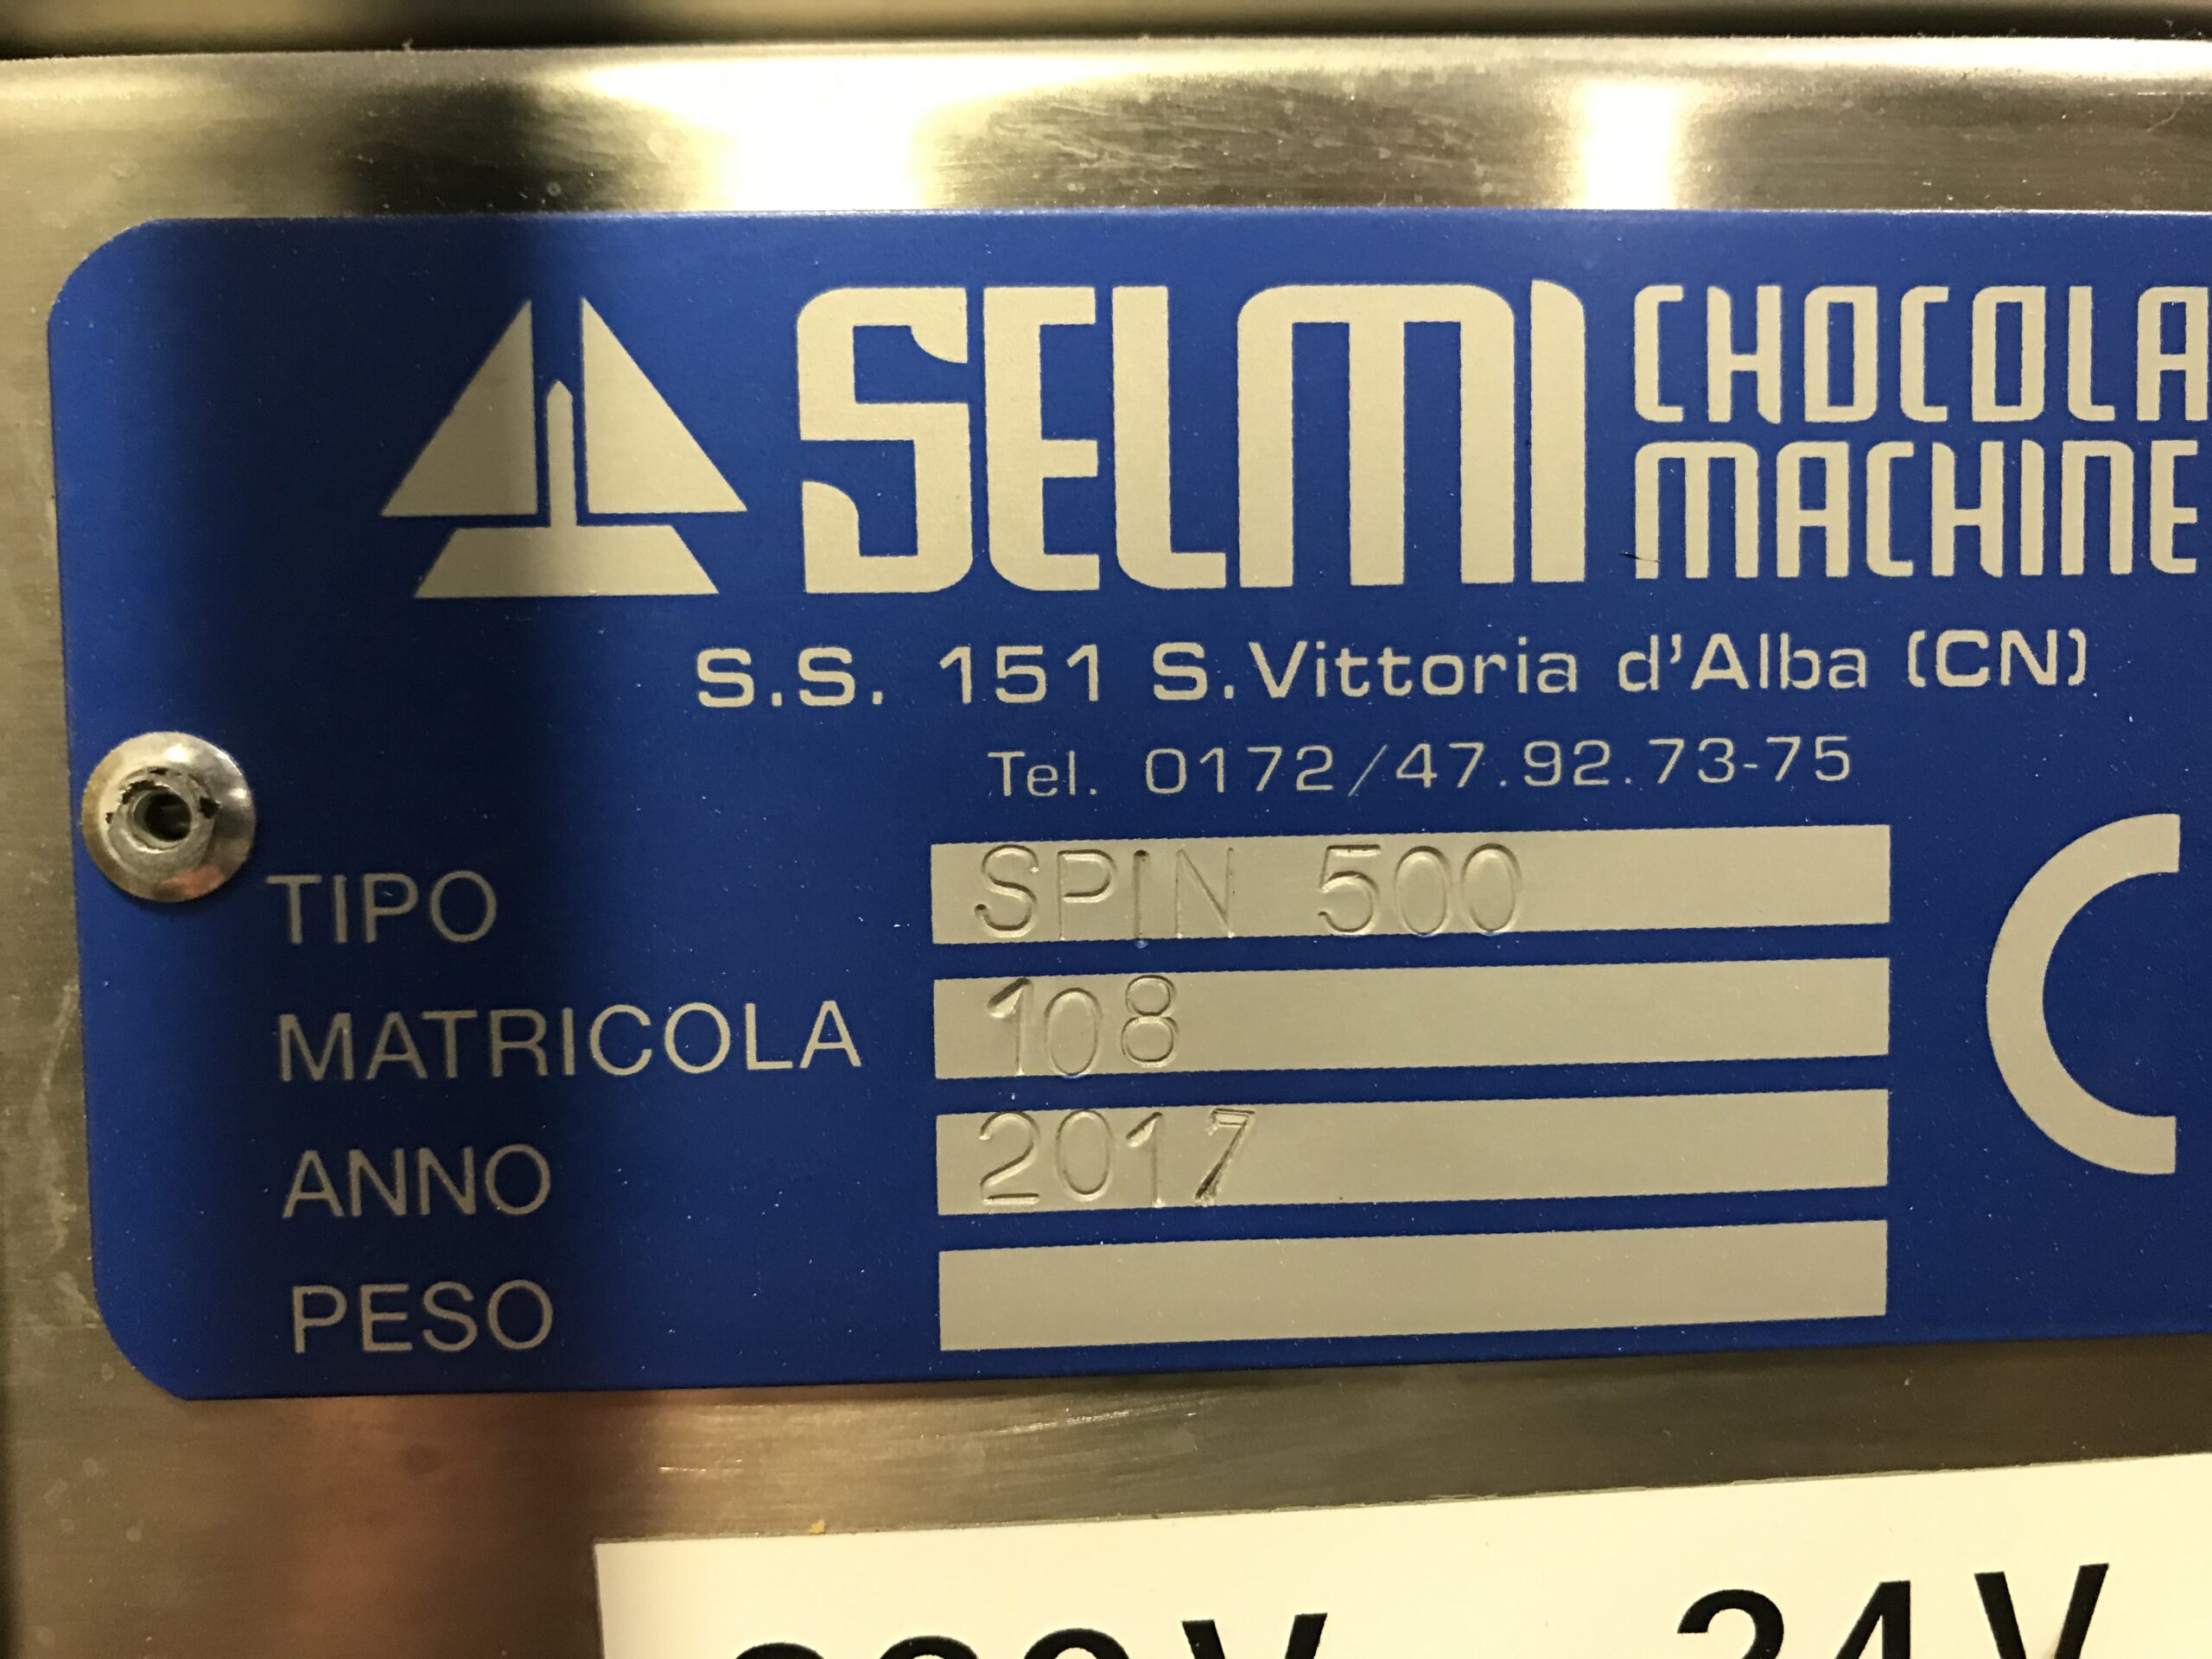 SELMI CHOCOLA
MACHINE
S.S. 151 S.Vittoria d'Alba (CN)
Tel. 0172/47.92.73-75
TIPO SPIN 500
MATRICOLA 108
ANNO 2017
PESO
24V